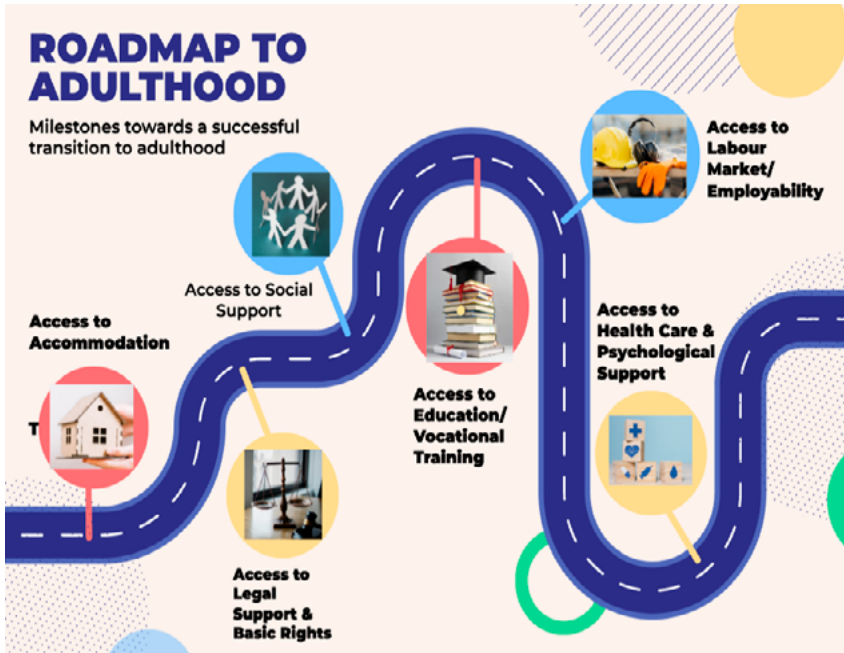 ROADMAP TO
ADULTHOOD
Milestones towards a successful
transition to adulthood
Access to
Accommodation
T
Access to
Legal
Support &
Basic Rights
Access to Social
Support
Access to
Education/
Vocational
Training
Access to
Labour
Market/
Employability
Access to
Health Care &
Psychological
Support